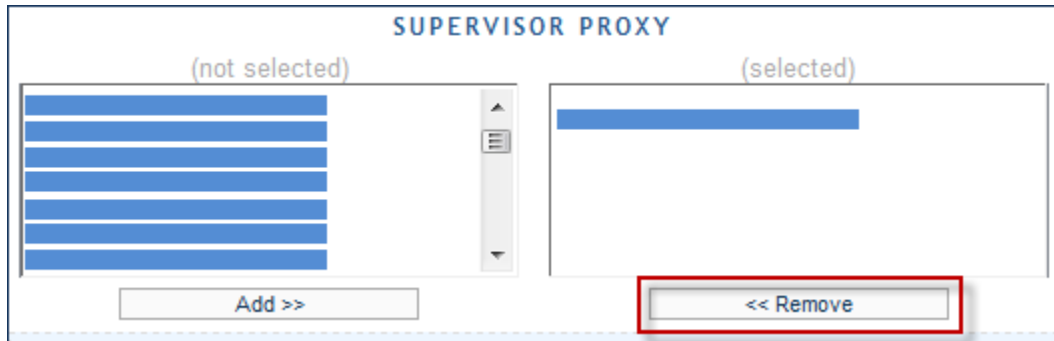 SUPERVISOR PROXY
(not selected)
(selected)
Add >>
<< Remove